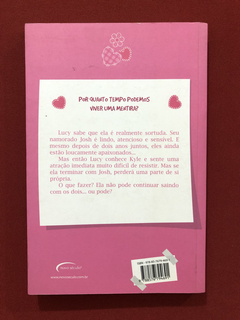 POR QUANTO TEMPO PODEMOS
VIVER UMA MENTIRA?
Lucy sabe que ela é realmente sortuda. Seu
namorado Josh é lindo, atencioso e sensível. E
mesmo depois de dois anos juntos, eles ainda
estão loucamente apaixonados...
Mas então Lucy conhece Kyle e sente uma
atração imediata muito difícil de resistir. Mas se
ela terminar com Josh, perderá uma parte de si
própria.
O que fazer? Ela não pode continuar saindo
com os dois... ou pode?